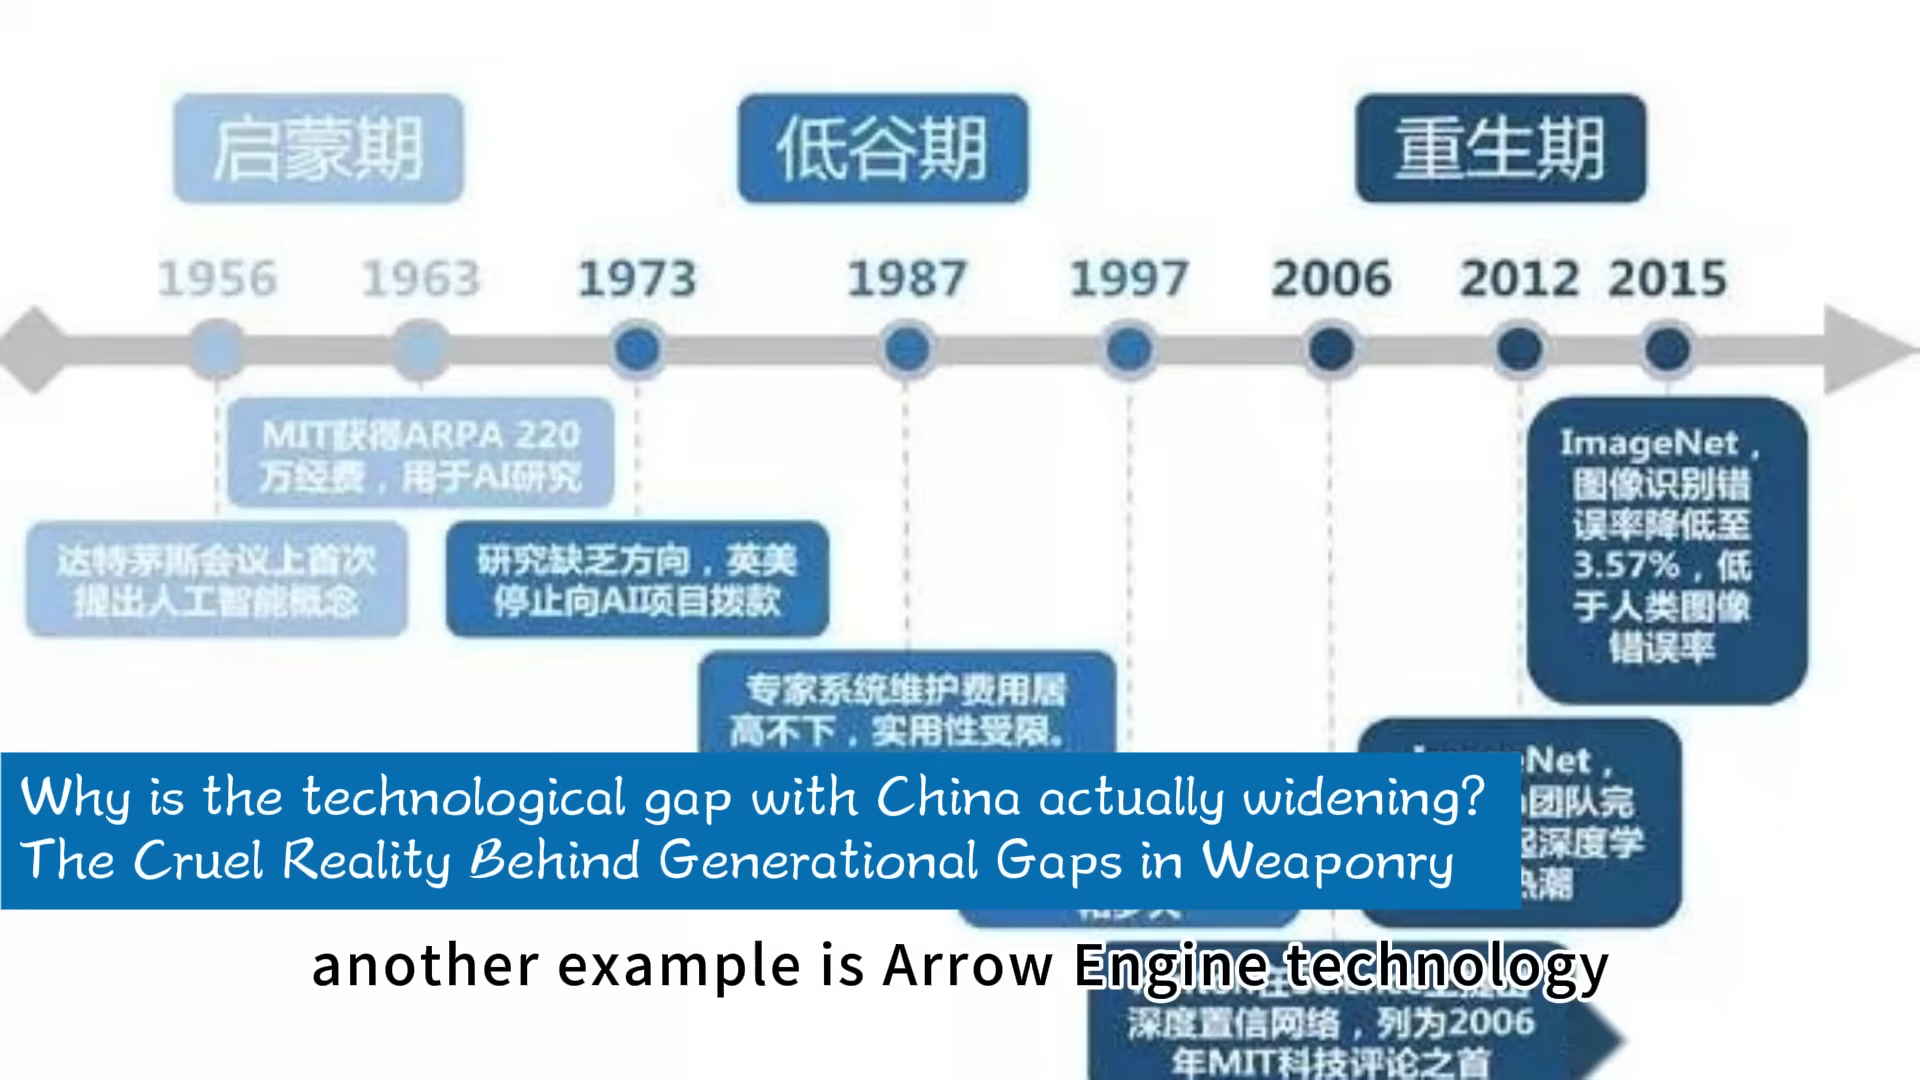 启蒙期
低谷期
重生期
1956
1963
1973
1987
1997
2006
2012
2015
MIT获得ARPA 220
万经费，用于AI研究
达特茅斯会议上首次
提出人工智能概念
研究缺乏方向，英美
停止向AI项目拨款
专家系统维护费用居
高不下，实用性受限。
ImageNet，
图像识别错
误率降低至
3.57%，低
于人类图像
错误率
Net，
团队完
深度学
热潮
Why is the technological gap with China actually widening?
The Cruel Reality Behind Generational Gaps in Weaponry
another example is Arrow Engine technology
深度置信网络，列为2006
年MIT科技评论之首